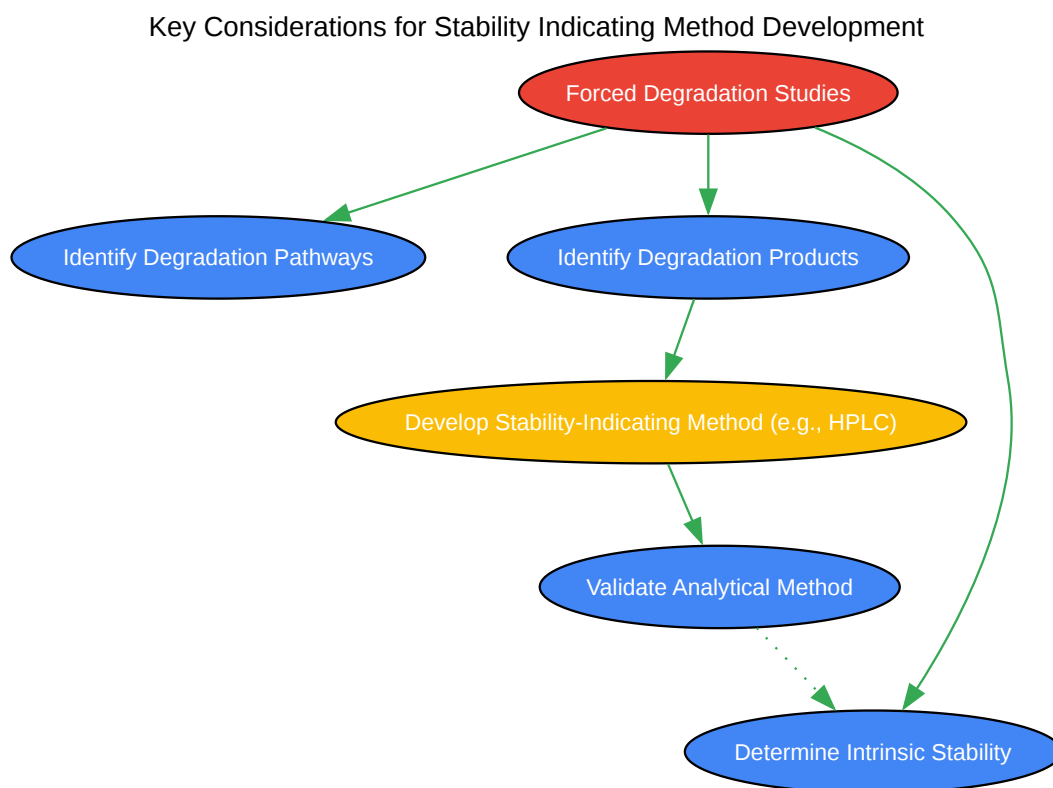 Key Considerations for Stability Indicating Method Development
Forced Degradation Studies
Identify Degradation Pathways
Identify Degradation Products
Develop Stability-Indicating Method (e.g., HPLC)
Validate Analytical Method
Determine Intrinsic Stability